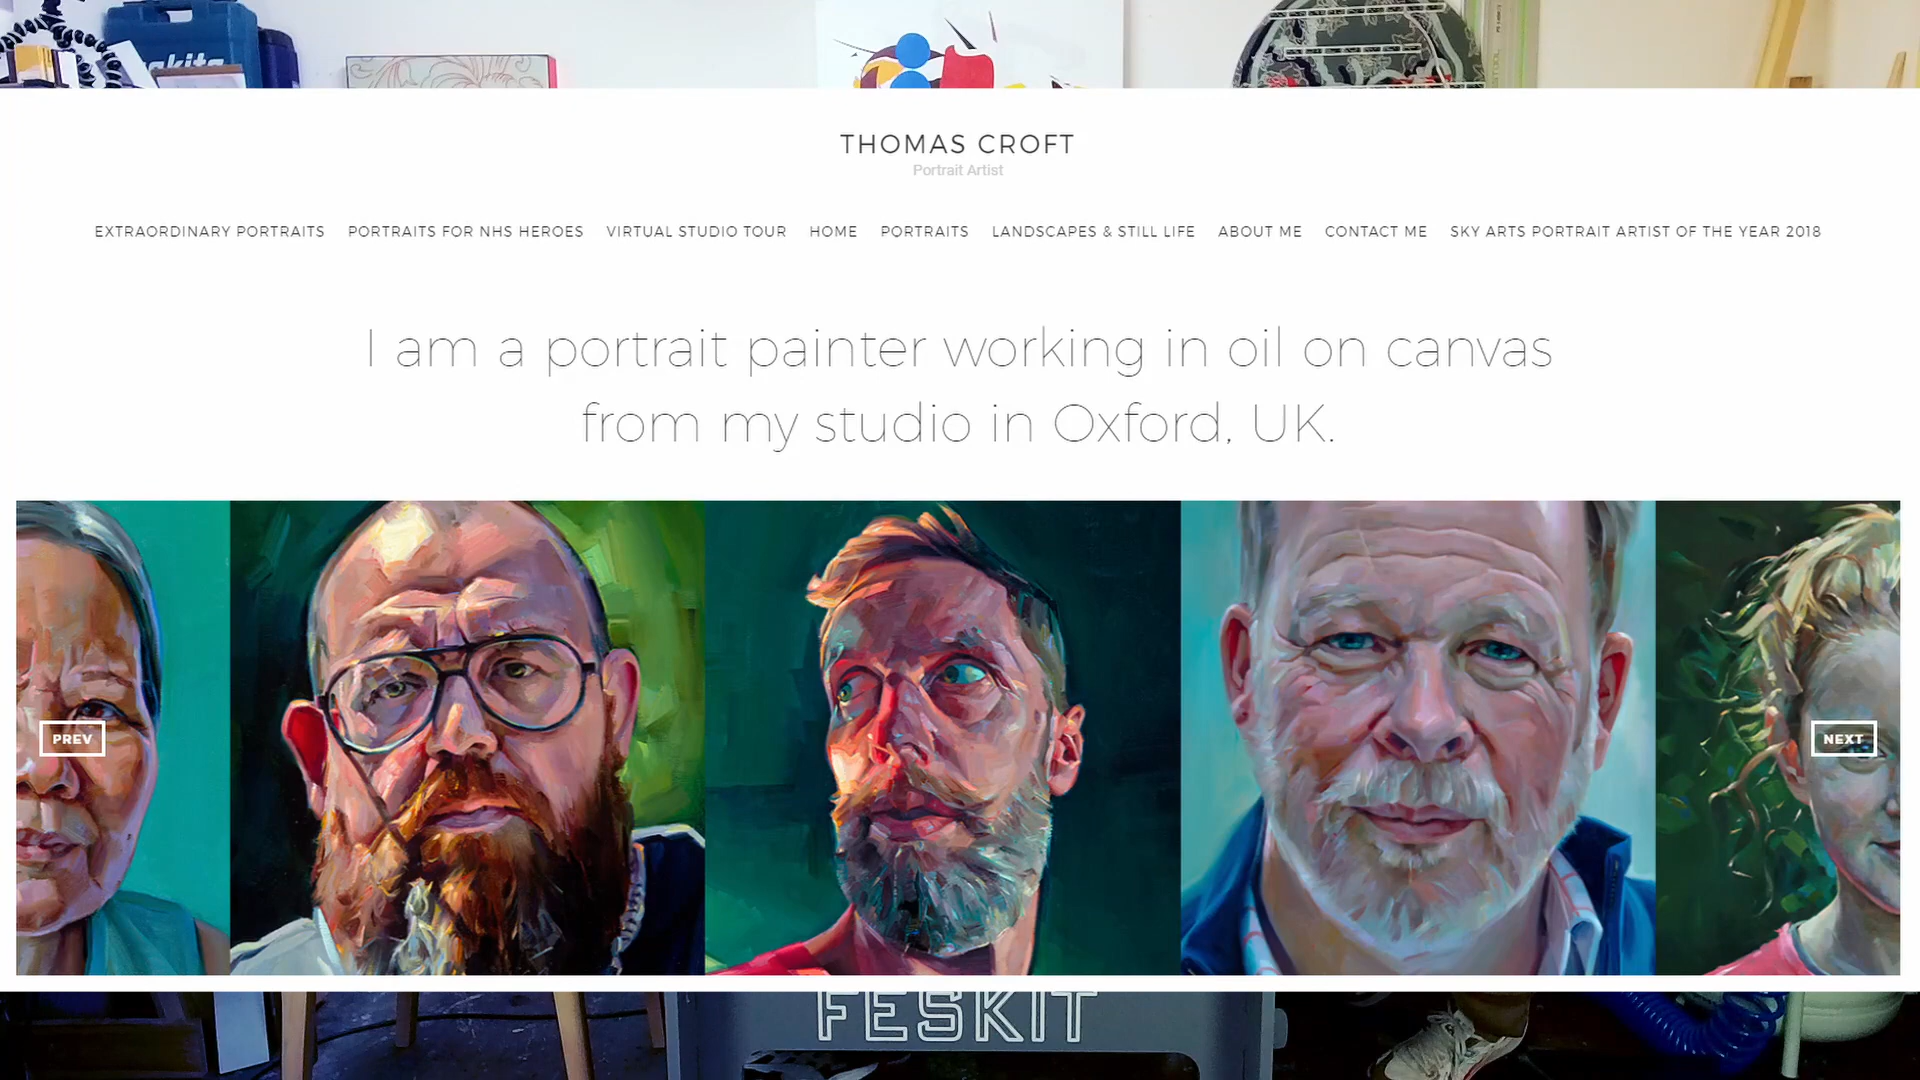 THOMAS CROFT
Portrait Artist
EXTRAORDINARY PORTRAITS PORTRAITS FOR NHS HEROES VIRTUAL STUDIO TOUR HOME PORTRAITS LANDSCAPES & STILL LIFE ABOUT ME CONTACT ME SKY ARTS PORTRAIT ARTIST OF THE YEAR 2018
I am a portrait painter working in oil on canvas
from my studio in Oxford, UK.
PREV
NEXT
FESKIT